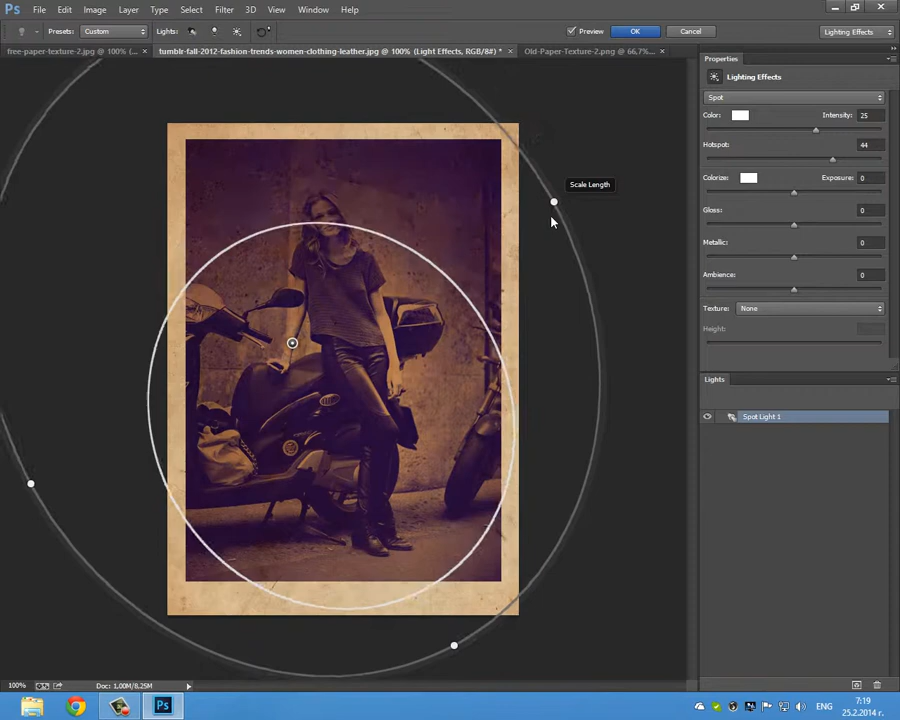 Ps File Edit Image Layer Type Select Filter 3D View Window Help
Presets: Custom Lights: Preview OK Cancel Lighting Effects
free-paper-texture-2.jpg @ 100% (... × tumblr-fall-2012-fashion-trends-women-clothing-leather.jpg @ 100% (Light Effects, RGB/8#) * × Old-Paper-Texture-2.png @ 66,7%... ×
Properties
Lighting Effects
Spot
Color: Intensity: 25
Hotspot: 44
Colorize: Exposure: 0
Scale Length
Gloss: 0
Metallic: 0
Ambience: 0
Texture: None
Height:
Lights
Spot Light 1
100% Doc: 1,00M/8,25M
Ps
ENG
7:19
25.2.2014 г.